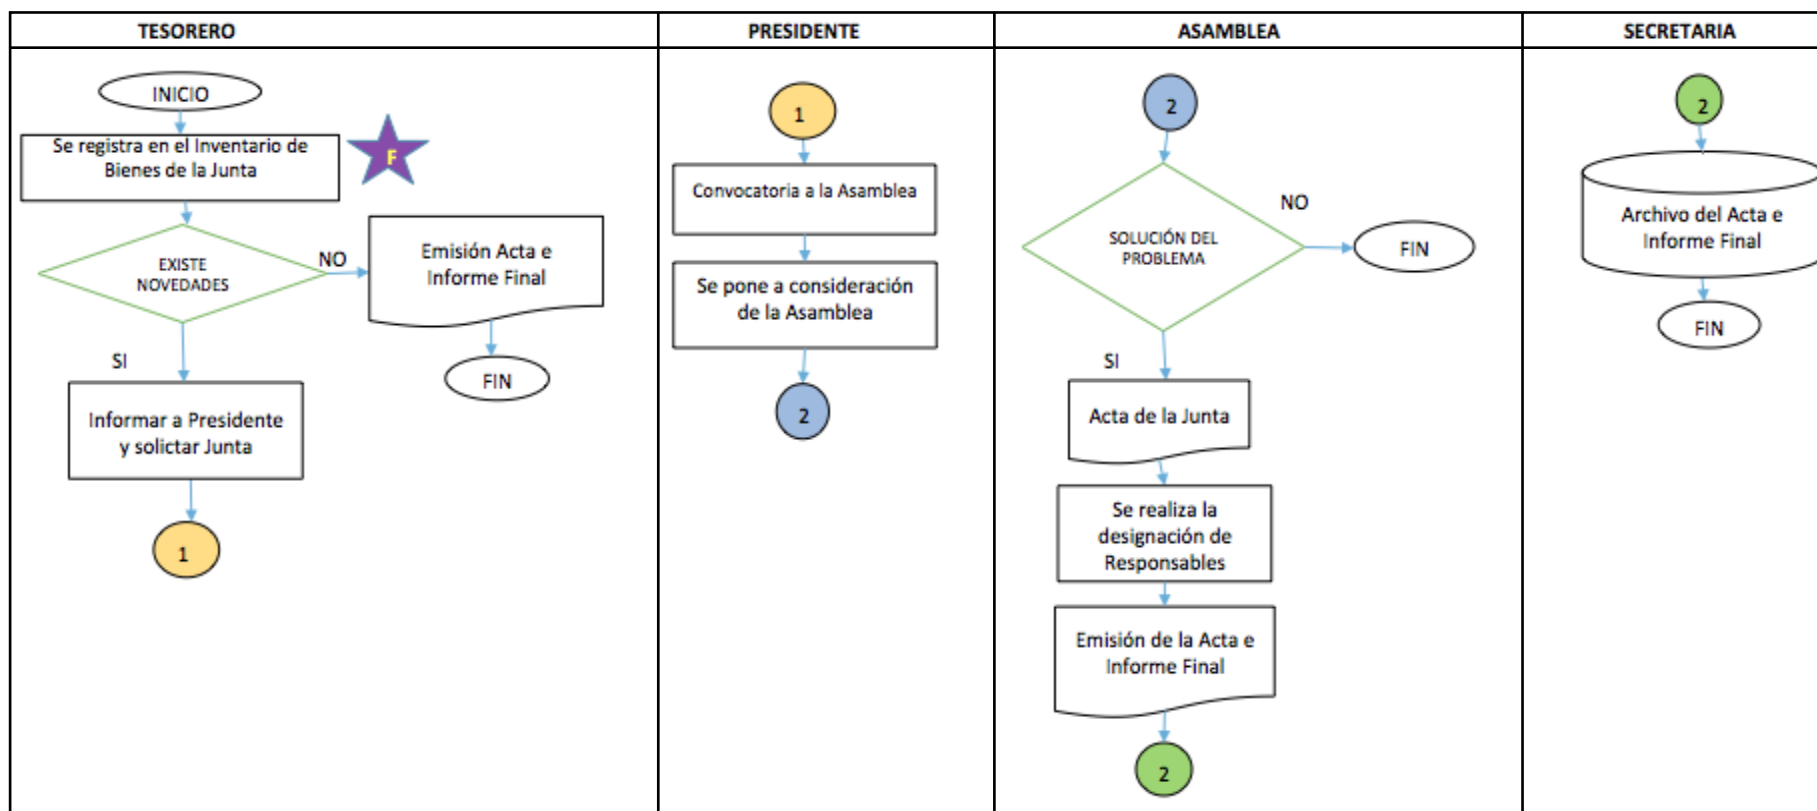 TESORERO
PRESIDENTE
ASAMBLEA
SECRETARIA
INICIO
Se registra en el Inventario de
Bienes de la Junta
F
EXISTE
NOVEDADES
NO
Emisión Acta e
Informe Final
FIN
SI
Informar a Presidente
y solictar Junta
1
1
Convocatoria a la Asamblea
Se pone a consideración
de la Asamblea
2
2
SOLUCIÓN DEL
PROBLEMA
NO
FIN
SI
Acta de la Junta
Se realiza la
designación de
Responsables
Emisión de la Acta e
Informe Final
2
2
Archivo del Acta e
Informe Final
FIN